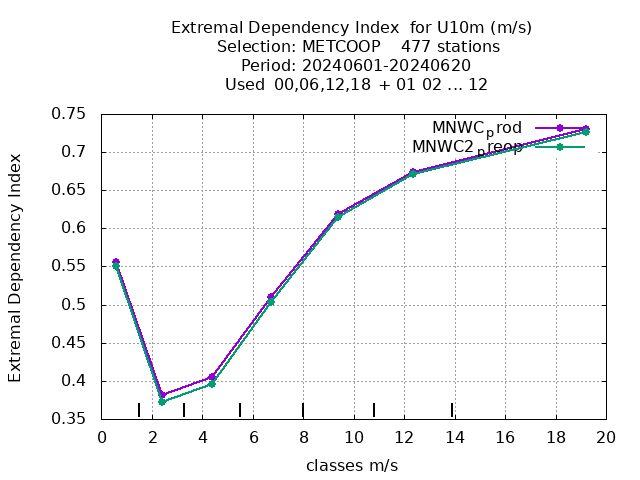 Extremal Dependency Index  for U10m (m/s)
Selection: METCOOP    477 stations
Period: 20240601-20240620
Used  00,06,12,18 + 01 02 ... 12
0.75
0.7
0.65
0.6
0.55
0.5
0.45
0.4
0.35
Extremal Dependency Index
MNWCprod
MNWC2preop
0 2 4 6 8 10 12 14 16 18 20
classes m/s